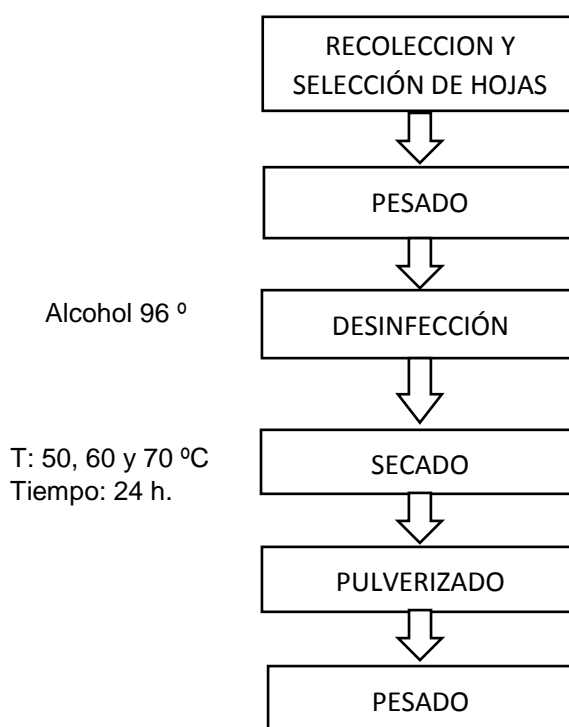 RECOLECCION Y
SELECCIÓN DE HOJAS
PESADO
Alcohol 96 º
DESINFECCIÓN
T: 50, 60 y 70 ºC
Tiempo: 24 h.
SECADO
PULVERIZADO
PESADO